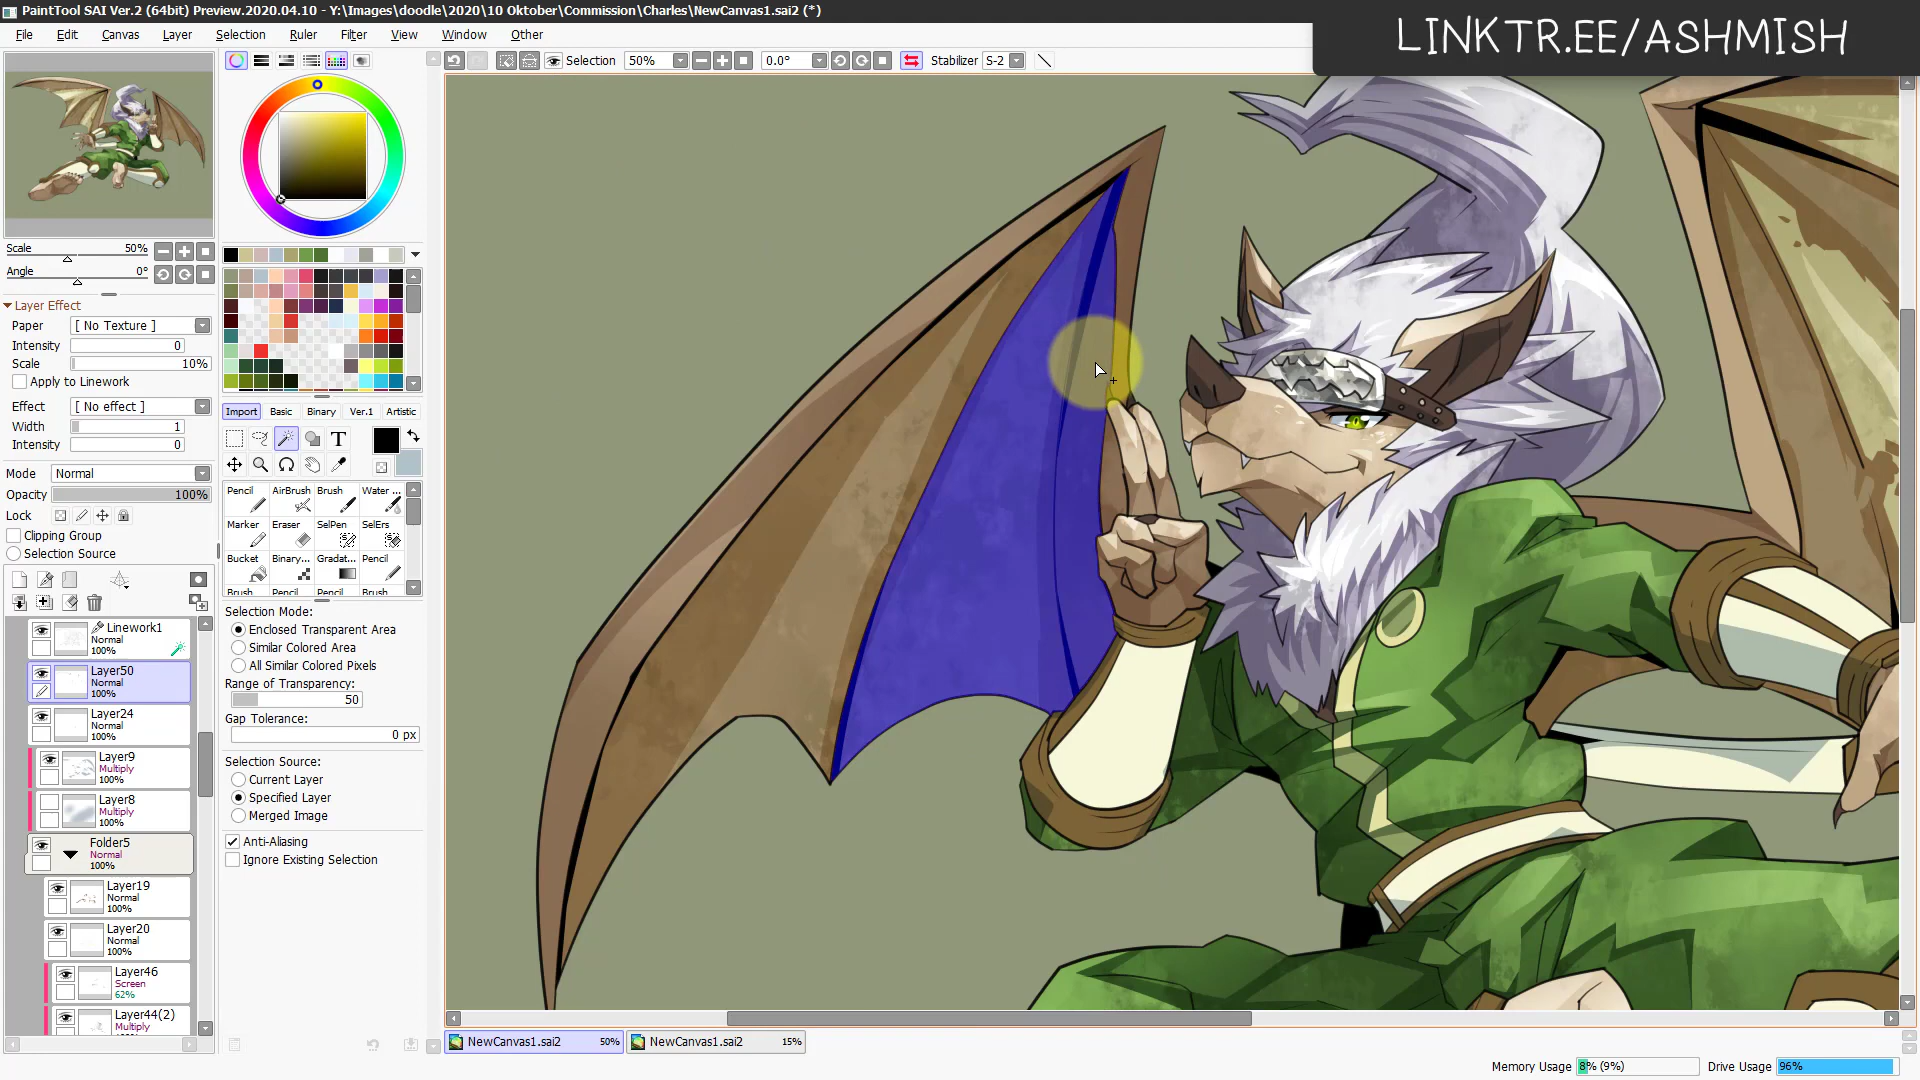 PaintTool SAI Ver.2 (64bit) Preview.2020.04.10 - Y:\Images\doodle\2020\10 Oktober\Commission\Charles\NewCanvas1.sai2 (*)
LINKTR.EE/ASHMISH
File Edit Canvas Layer Selection Ruler Filter View Window Other
Selection 50% 0.0° Stabilizer S-2
Scale 50%
Angle 0°
Layer Effect
Paper [ No Texture ]
Intensity 0
Scale 10%
Apply to Linework
Effect [ No effect ]
Width 1
Intensity 0
Mode Normal
Opacity 100%
Lock
Clipping Group
Selection Source
Linework1
Normal
100%
Layer50
Normal
100%
Layer24
Normal
100%
Layer9
Multiply
100%
Layer8
Multiply
100%
Folder5
Normal
100%
Layer19
Normal
100%
Layer20
Normal
100%
Layer46
Screen
62%
Layer44(2)
Multiply
Import Basic Binary Ver.1 Artistic
T
Pencil AirBrush Brush Water ...
Marker Eraser SelPen SelErs
Bucket Binary... Gradat... Pencil
Brush Pencil Pencil Brush
Selection Mode:
Enclosed Transparent Area
Similar Colored Area
All Similar Colored Pixels
Range of Transparency:
50
Gap Tolerance:
0 px
Selection Source:
Current Layer
Specified Layer
Merged Image
Anti-Aliasing
Ignore Existing Selection
NewCanvas1.sai2 50% NewCanvas1.sai2 15%
Memory Usage 8% (9%) Drive Usage 96%